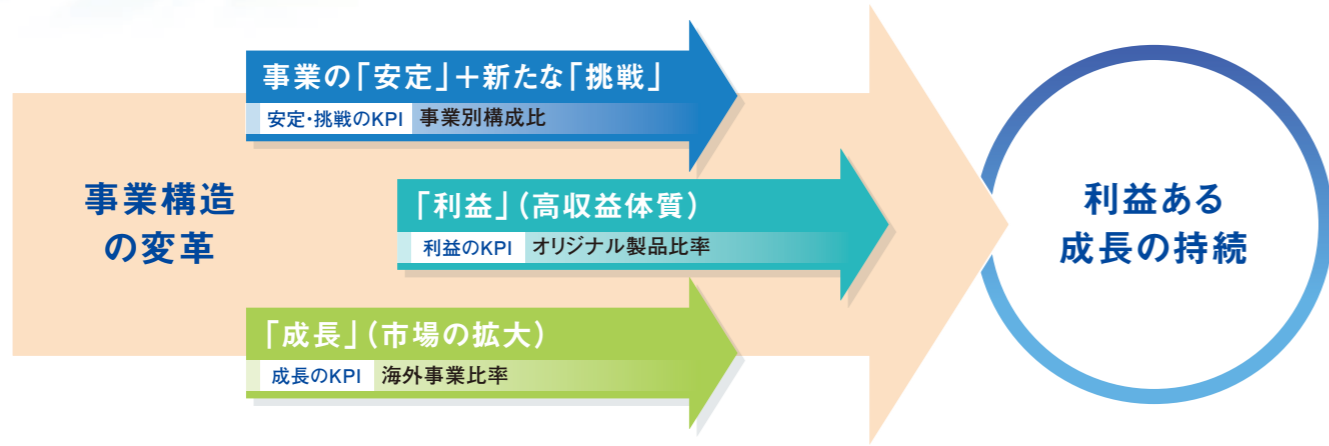 事業の「安定」＋新たな「挑戦」
安定・挑戦のKPI 事業別構成比
事業構造
の変革
「利益」（高収益体質）
利益のKPI オリジナル製品比率
「成長」（市場の拡大）
成長のKPI 海外事業比率
利益ある
成長の持続